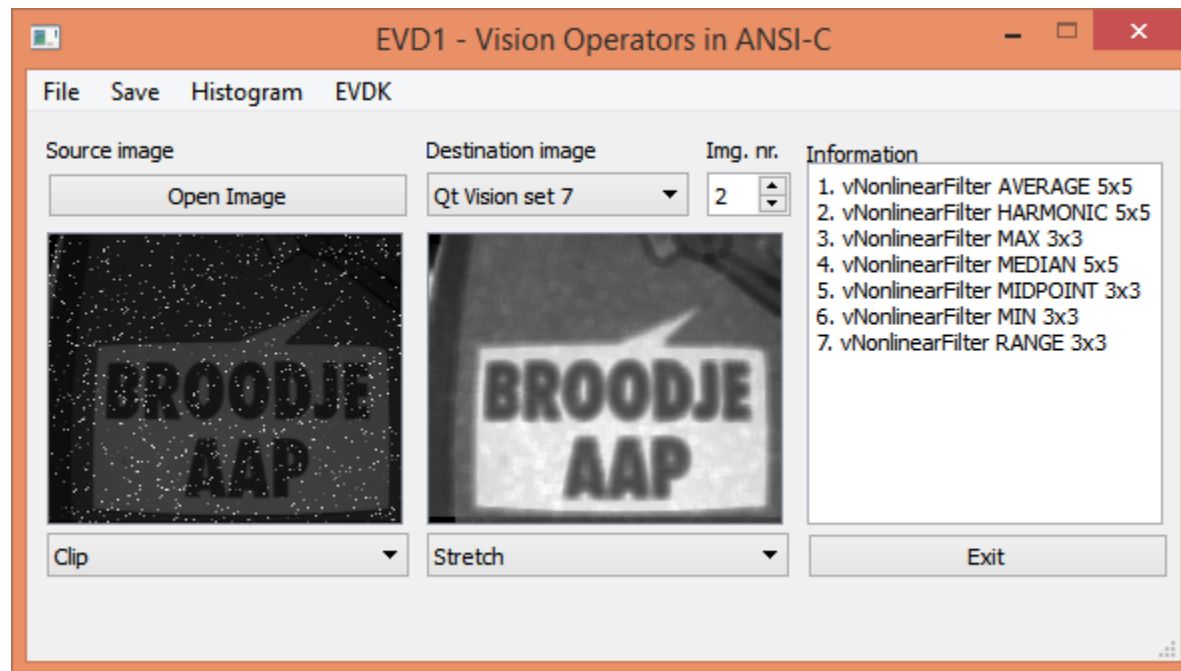 EVD1 - Vision Operators in ANSI-C
File Save Histogram EVDK
Source image
Open Image
BROODJE
AAP
Clip
Destination image
Qt Vision set 7
Img. nr.
2
BROODJE
AAP
Stretch
Information
1. vNonlinearFilter AVERAGE 5x5
2. vNonlinearFilter HARMONIC 5x5
3. vNonlinearFilter MAX 3x3
4. vNonlinearFilter MEDIAN 5x5
5. vNonlinearFilter MIDPOINT 3x3
6. vNonlinearFilter MIN 3x3
7. vNonlinearFilter RANGE 3x3
Exit